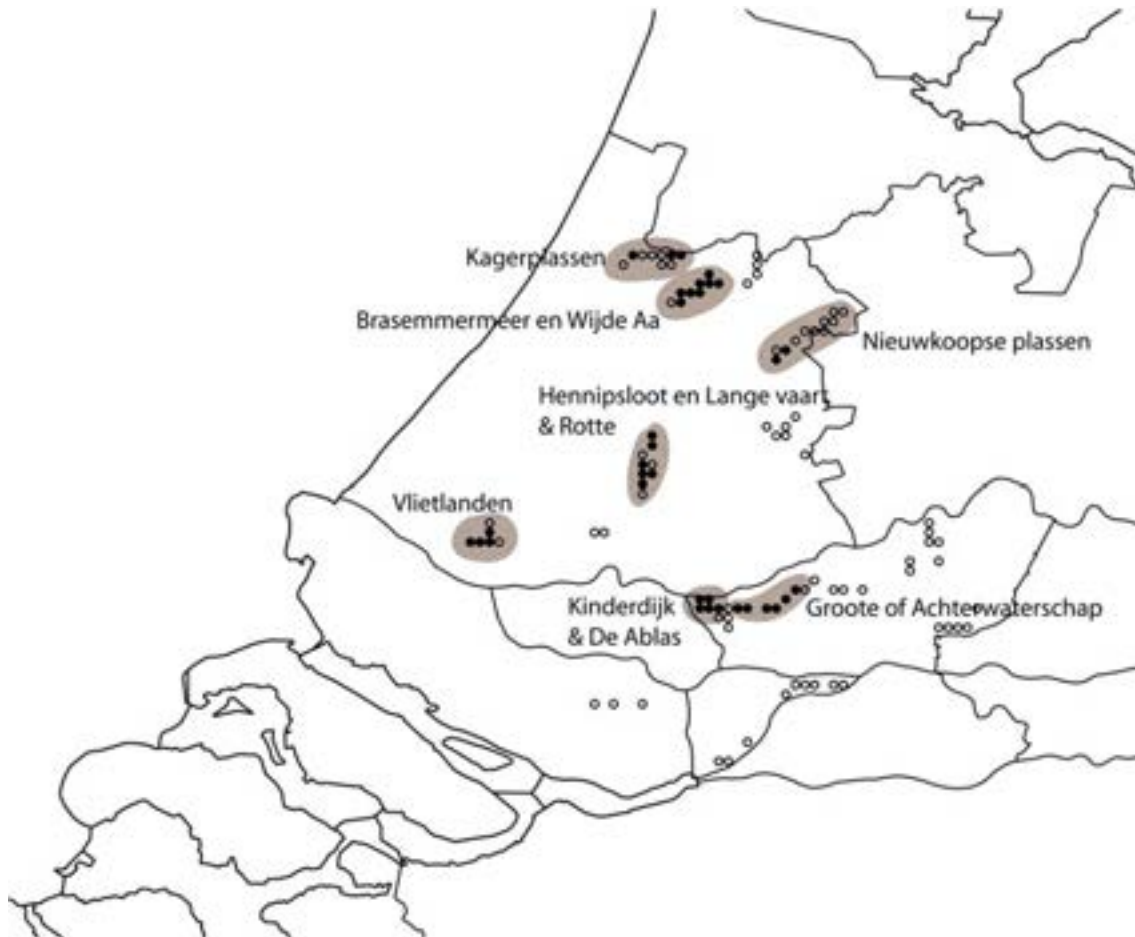 Kagerplassen
Brasemmermeer en Wijde Aa
Nieuwkoopse plassen
Hennipsloot en Lange vaart
& Rotte
Vlietlanden
Kinderdijk
& De Ablas
Groote of Achterwaterschap